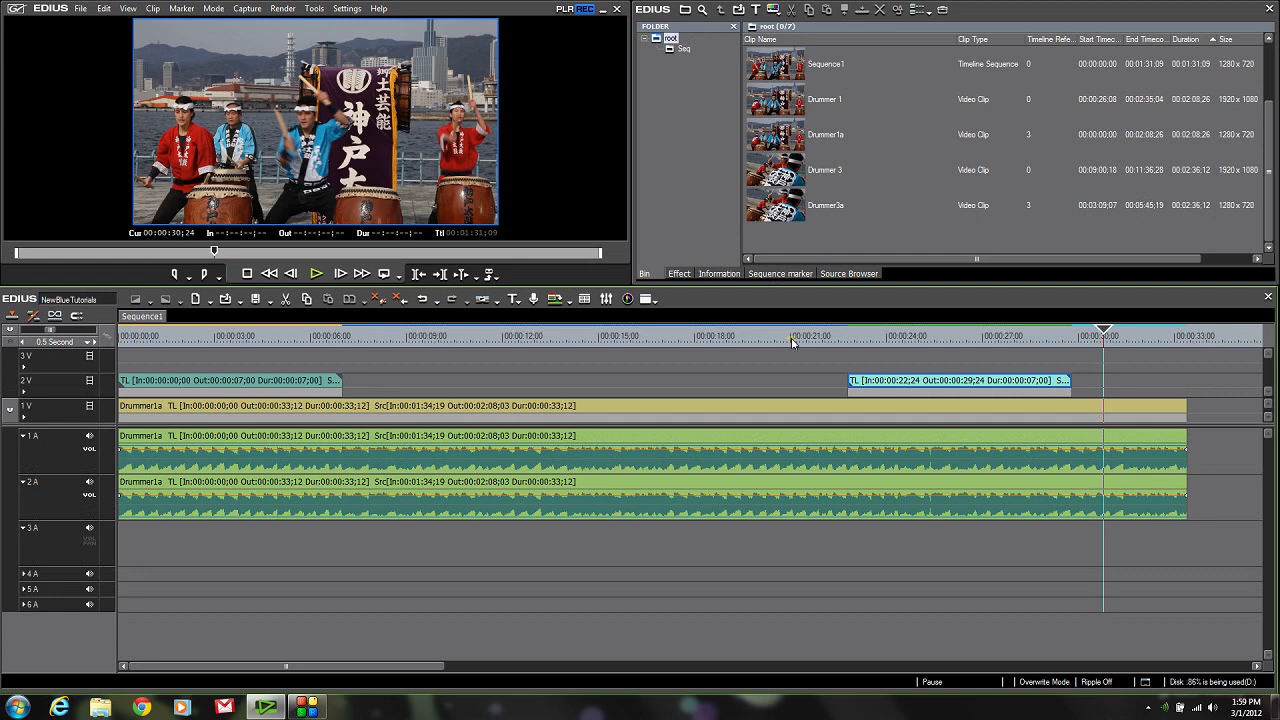 EDIUS File Edit View Clip Marker Mode Capture Render Tools Settings Help PLR REC
郷土芸能
神戸
Cur 00:00:30;24 In --:--:--;-- Out --:--:--;-- Dur --:--:--;-- Ttl 00:01:31;09
EDIUS
FOLDER
root
Seq
root (0/7)
Clip Name Clip Type Timeline Refe... Start Timec... End Timeco... Duration Size
Sequence1 Timeline Sequence 0 00:00:00;00 00:01:31;09 00:01:31;09 1280 x 720
Drummer 1 Video Clip 0 00:00:26;08 00:02:35;04 00:02:08;26 1920 x 1080
Drummer1a Video Clip 3 00:00:00;00 00:02:08;26 00:02:08;26 1280 x 720
Drummer 3 Video Clip 0 00:09:00;18 00:11:36;28 00:02:36;12 1920 x 1080
Drummer3a Video Clip 3 00:03:09;07 00:05:45;19 00:02:36;12 1280 x 720
Bin Effect Information Sequence marker Source Browser
EDIUS NewBlueTutorials
Sequence1
0.5 Second
00:00:00;00 00:00:03;00 00:00:06;00 00:00:09;00 00:00:12;00 00:00:15;00 00:00:18;00 00:00:21;00 00:00:24;00 00:00:27;00 00:00:30;00 00:00:33;00
3 V
2 V TL [In:00:00:00;00 Out:00:00:07;00 Dur:00:00:07;00] S... TL [In:00:00:22;24 Out:00:00:29;24 Dur:00:00:07;00] S...
1 V Drummer1a TL [In:00:00:00;00 Out:00:00:33;12 Dur:00:00:33;12] Src[In:00:01:34;19 Out:00:02:08;03 Dur:00:00:33;12]
1 A Drummer1a TL [In:00:00:00;00 Out:00:00:33;12 Dur:00:00:33;12] Src[In:00:01:34;19 Out:00:02:08;03 Dur:00:00:33;12]
VOL
2 A Drummer1a TL [In:00:00:00;00 Out:00:00:33;12 Dur:00:00:33;12] Src[In:00:01:34;19 Out:00:02:08;03 Dur:00:00:33;12]
VOL
3 A
VOL
PAN
4 A
5 A
6 A
Pause Overwrite Mode Ripple Off Disk :86% is being used(D:)
1:59 PM
3/1/2012